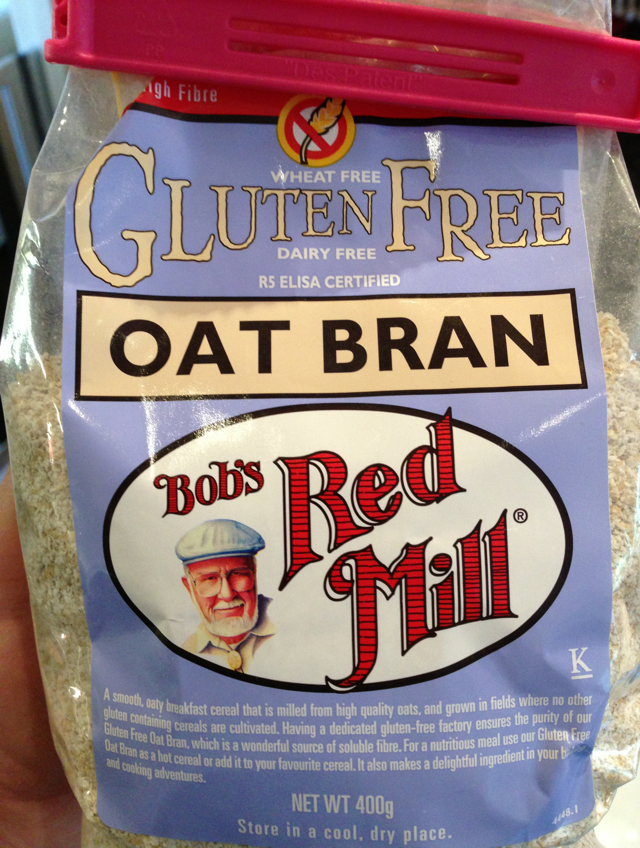 "Des.Patent"
High Fibre
WHEAT FREE
GLUTEN FREE
DAIRY FREE
R5 ELISA CERTIFIED
OAT BRAN
Bob's
Red
Mill®
K
A smooth, oaty breakfast cereal that is milled from high quality oats, and grown in fields where no other
gluten containing cereals are cultivated. Having a dedicated gluten-free factory ensures the purity of our
Gluten Free Oat Bran, which is a wonderful source of soluble fibre. For a nutritious meal use our Gluten Free
Oat Bran as a hot cereal or add it to your favourite cereal. It also makes a delightful ingredient in your
and cooking adventures.
NET WT 400g
Store in a cool, dry place.